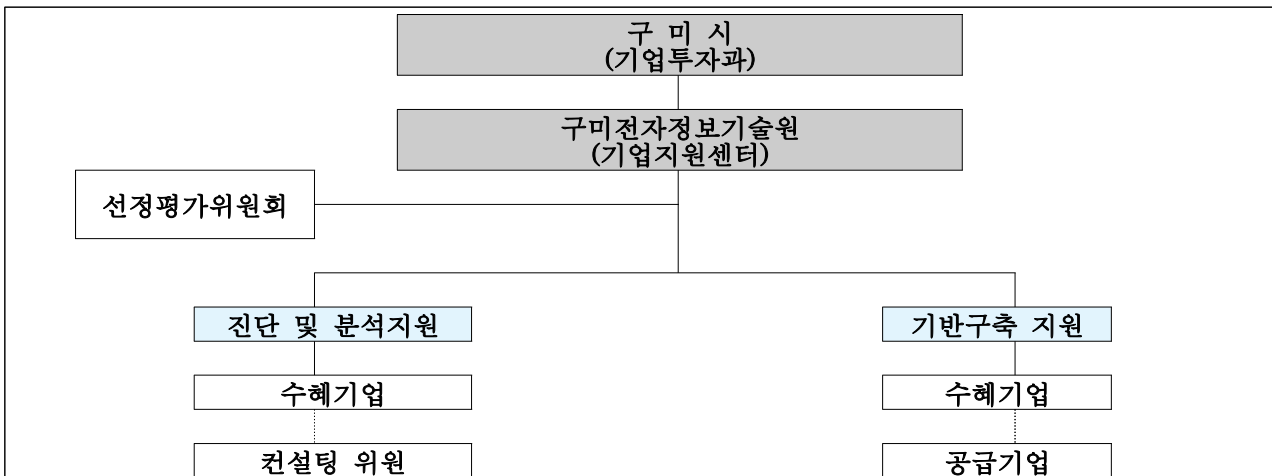 구 미 시
(기업투자과)
구미전자정보기술원
(기업지원센터)
선정평가위원회
진단 및 분석지원
기반구축 지원
수혜기업
수혜기업
컨설팅 위원
공급기업